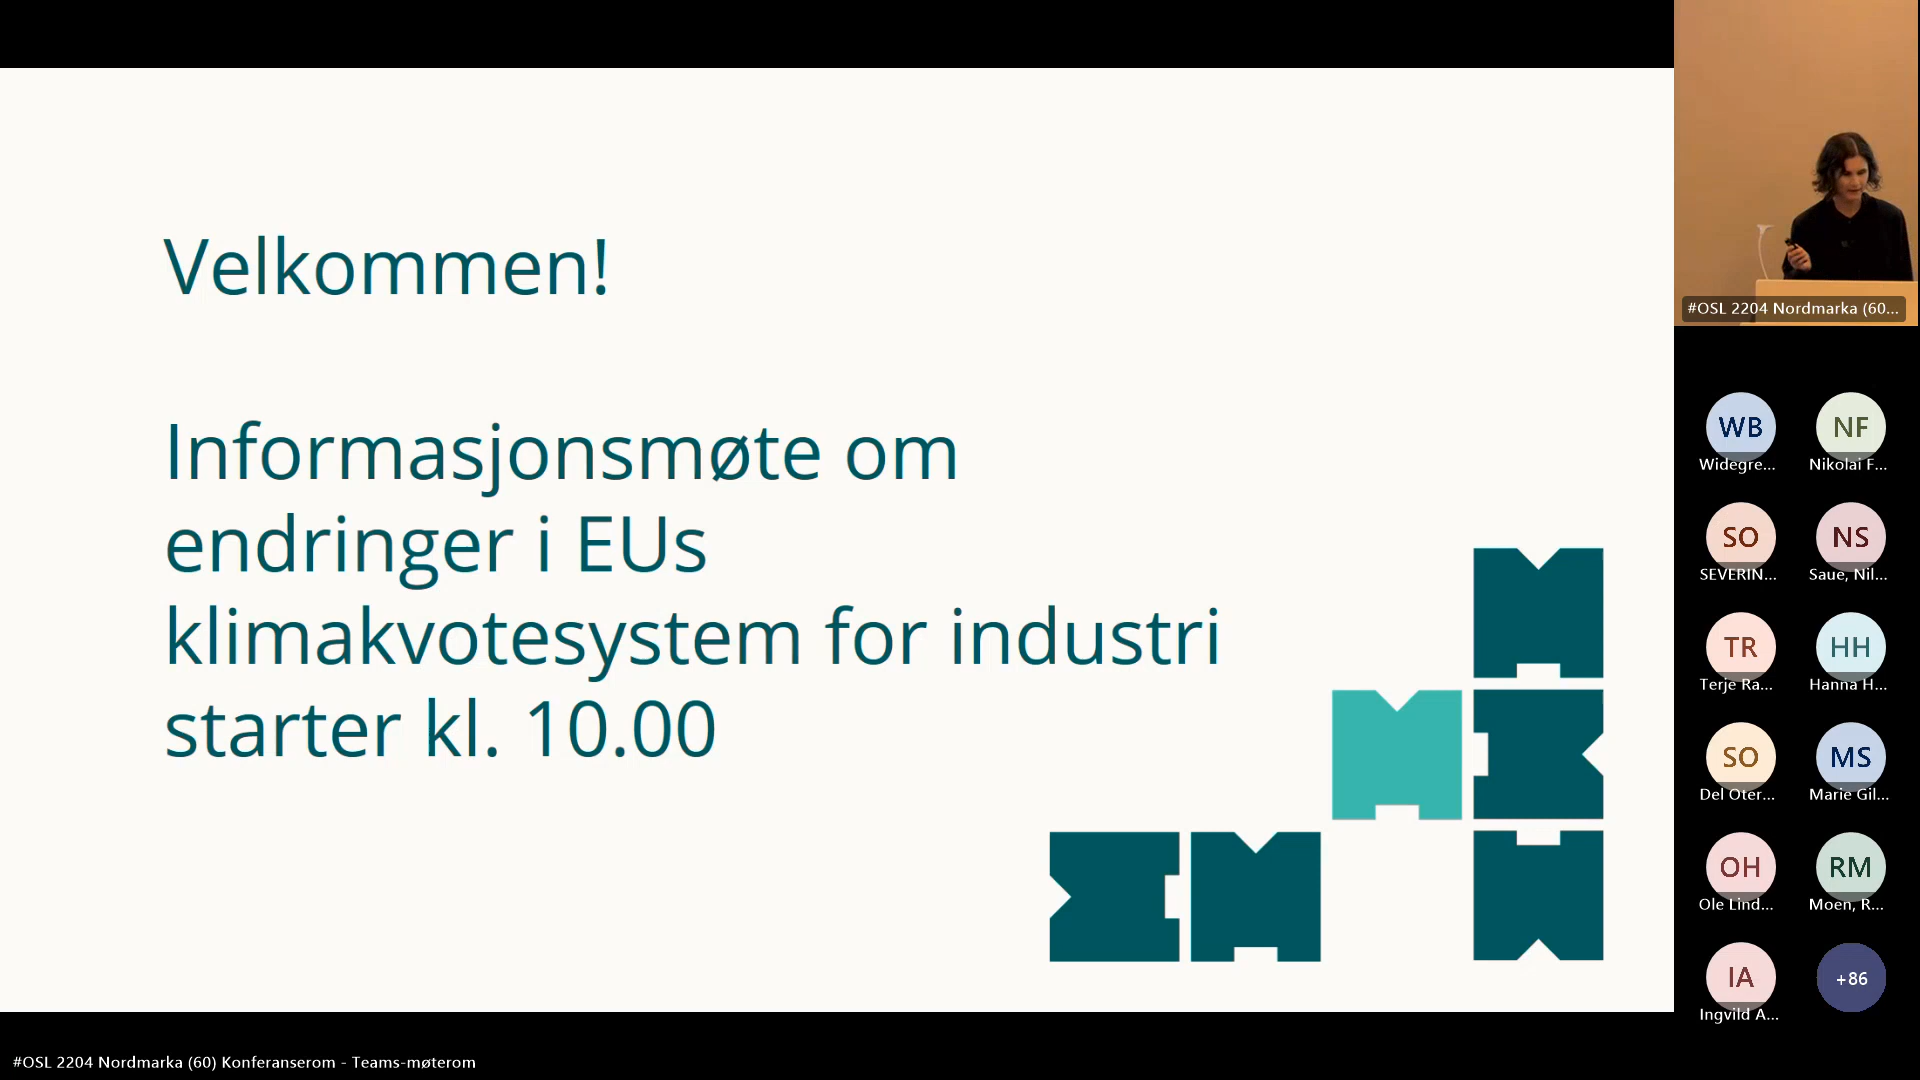 Velkommen!
Informasjonsmøte om
endringer i EUs
klimakvotesystem for industri
starter kl. 10.00
#OSL 2204 Nordmarka (60...
WB
Widegre...
NF
Nikolai F...
SO
SEVERIN...
NS
Saue, Nil...
TR
Terje Ra...
HH
Hanna H...
SO
Del Oter...
MS
Marie Gil...
OH
Ole Lind...
RM
Moen, R...
IA
Ingvild A...
+86
#OSL 2204 Nordmarka (60) Konferanserom - Teams-møterom